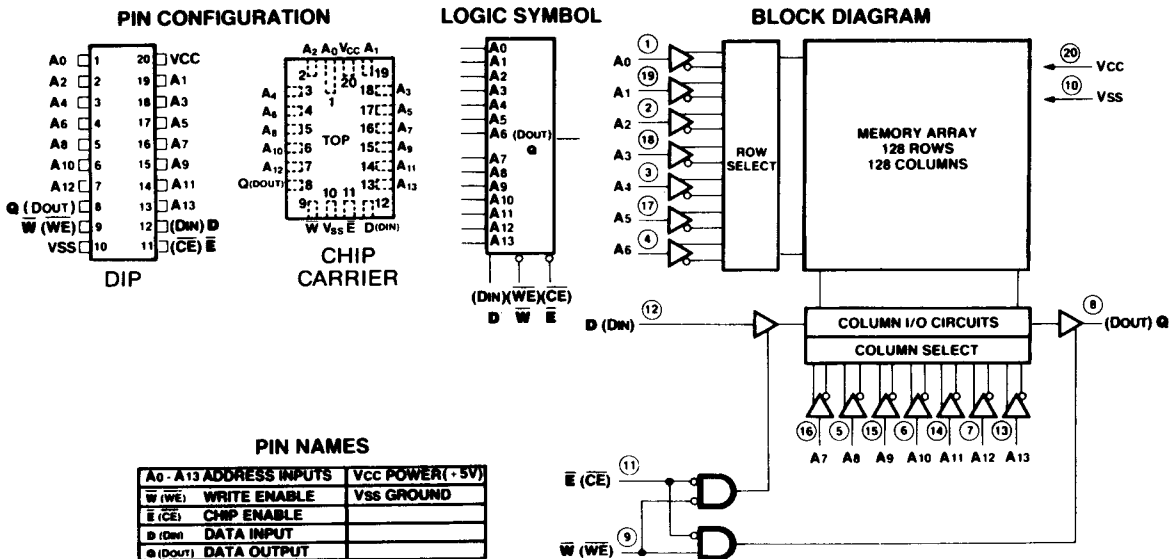 PIN CONFIGURATION
A0 1 20 VCC
A2 2 19 A1
A4 3 18 A3
A6 4 17 A5
A8 5 16 A7
A10 6 15 A9
A12 7 14 A11
Q (DOUT) 8 13 A13
W (WE) 9 12 (DIN) D
VSS 10 11 (CE) E
DIP
A2 A0 VCC A1
2 1 20 19
A4 3 18 A3
A6 4 17 A5
A8 5 TOP 16 A7
A10 6 15 A9
A12 7 14 A11
Q(DOUT) 8 13 A13
9 10 11 12
W VSS E D(DIN)
CHIP
CARRIER
LOGIC SYMBOL
A0
A1
A2
A3
A4
A5
A6 (DOUT)
Q
A7
A8
A9
A10
A11
A12
A13
(DIN)(WE)(CE)
D W E
BLOCK DIAGRAM
A0 1
A1 19
A2 2
A3 18
A4 3
A5 17
A6 4
ROW
SELECT
MEMORY ARRAY
128 ROWS
128 COLUMNS
20 VCC
10 VSS
D (DIN) 12
COLUMN I/O CIRCUITS
COLUMN SELECT
8 (DOUT) Q
16 5 15 6 14 7 13
A7 A8 A9 A10 A11 A12 A13
E (CE) 11
W (WE) 9
PIN NAMES
A0 - A13 ADDRESS INPUTS VCC POWER( +5V)
W (WE) WRITE ENABLE VSS GROUND
E (CE) CHIP ENABLE
D (DIN) DATA INPUT
Q (DOUT) DATA OUTPUT